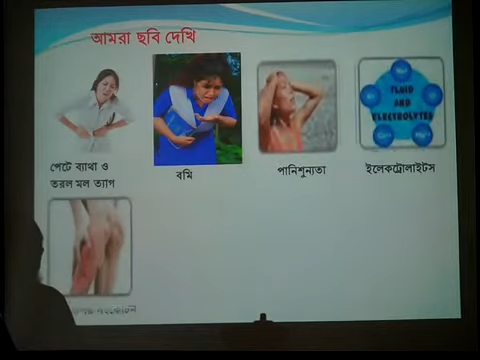 আমরা ছবি দেখি
পেটে ব্যাথা ও
তরল মল ত্যাগ
বমি
পানিশুন্যতা
FLUID
AND
ELECTROLYTES
ইলেকট্রোলাইটস